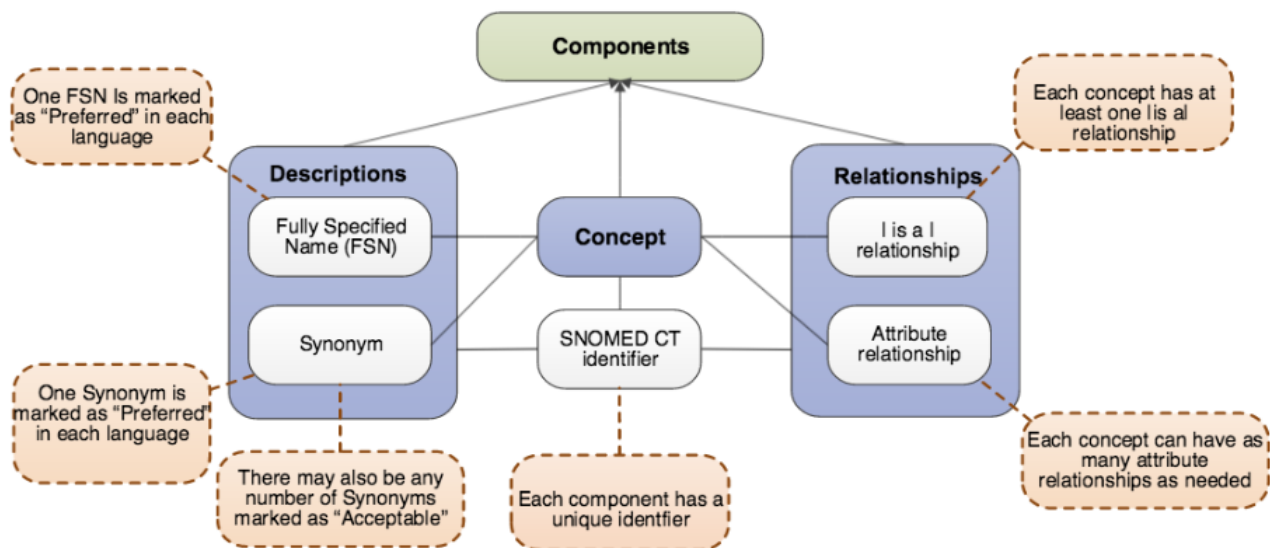 Components
One FSN Is marked
as “Preferred” in each
language
Each concept has at
least one l is al
relationship
Descriptions
Fully Specified
Name (FSN)
Synonym
Concept
SNOMED CT
identifier
Relationships
l is a l
relationship
Attribute
relationship
One Synonym is
marked as “Preferred”
in each language
There may also be any
number of Synonyms
marked as “Acceptable”
Each component has a
unique identfier
Each concept can have as
many attribute
relationships as needed